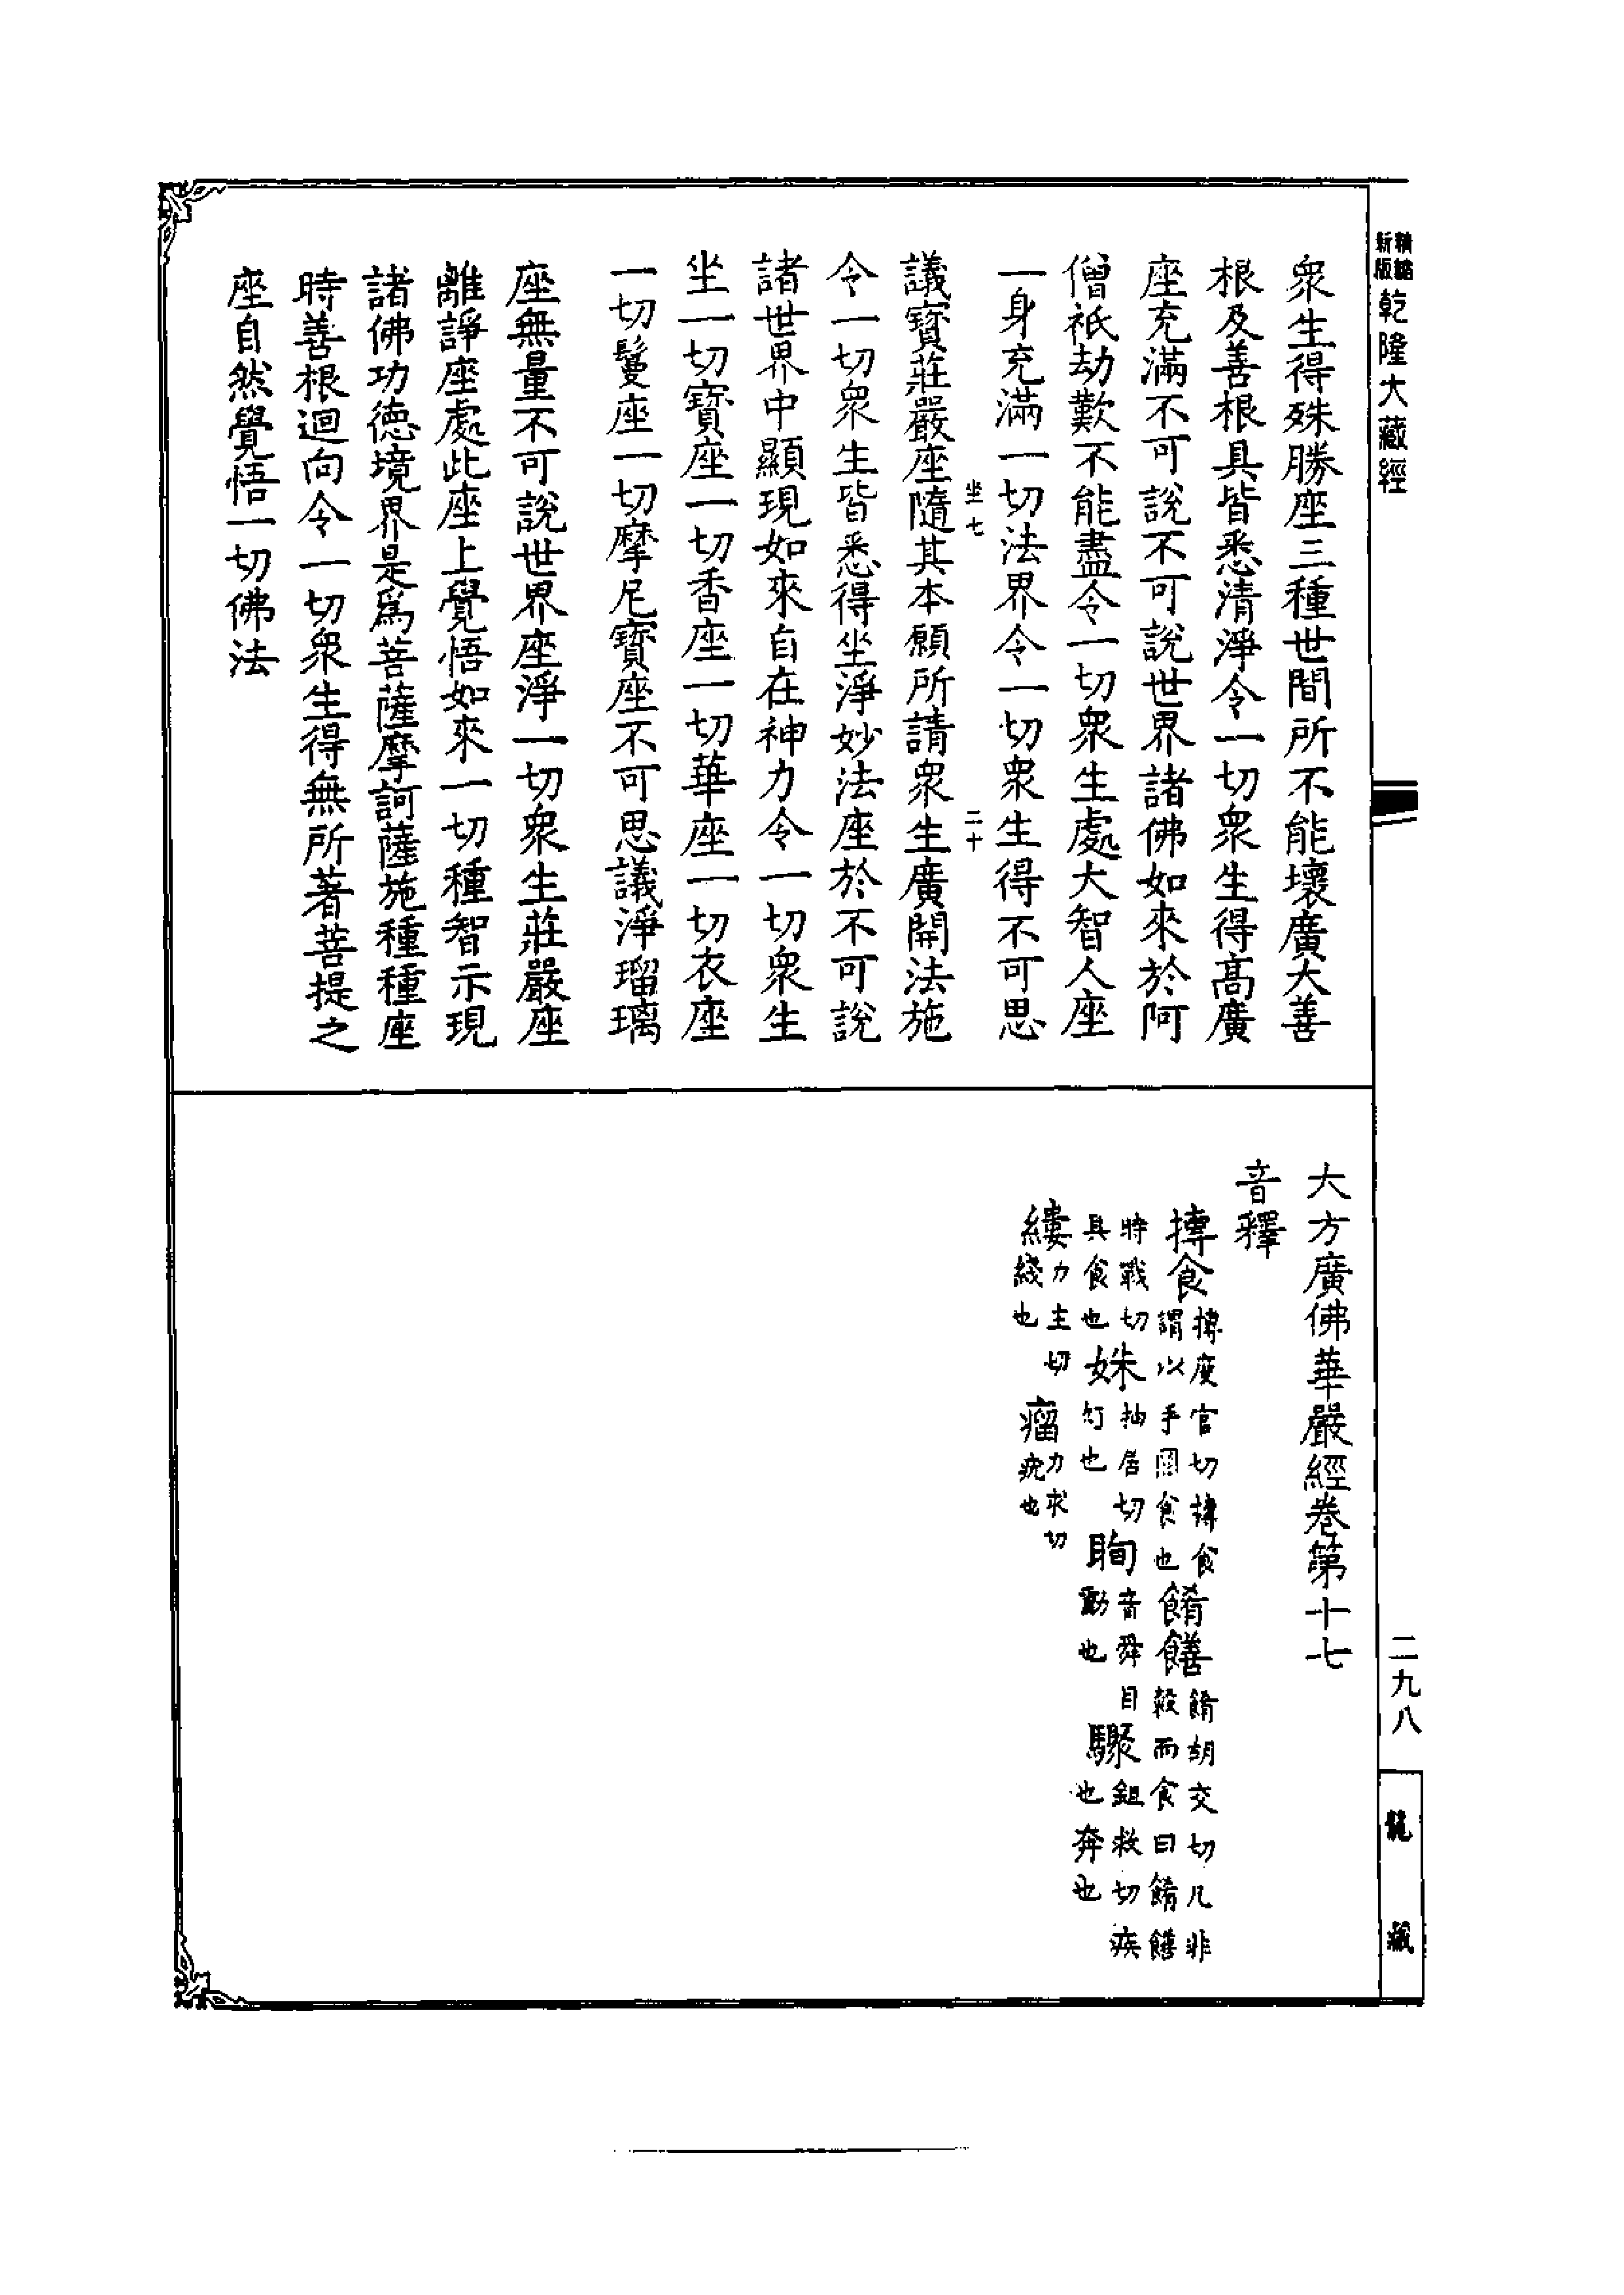 精縮新版乾隆大藏經
衆生得殊勝座三種世間所不能壞廣大善
根及善根具皆悉清淨令一切衆生得高廣
座充滿不可說不可說世界諸佛如來於阿
僧祇劫歎不能盡令一切衆生處大智人座
一身充滿一切法界令一切衆生得不可思
坐七 二十
議寶莊嚴座隨其本願所請衆生廣開法施
令一切衆生皆悉得坐淨妙法座於不可說
諸世界中顯現如來自在神力令一切衆生
坐一切寶座一切香座一切華座一切衣座
一切鬘座一切摩尼寶座不可思議淨瑠璃
座無量不可說世界座淨一切衆生莊嚴座
離諍座處此座上覺悟如來一切種智示現
諸佛功德境界是爲菩薩摩訶薩施種種座
時善根迴向令一切衆生得無所著菩提之
座自然覺悟一切佛法
大方廣佛華嚴經卷第十七
音釋
摶食摶度官切摶食謂以手圓食也餚饍餚胡交切凡非穀而食曰餚饍
時戰切具食也姝抽居切㚬也眴音舜目動也驟鉏救切疾也奔也
縷力主切綫也瘤力求切疣也
二九八
龍藏